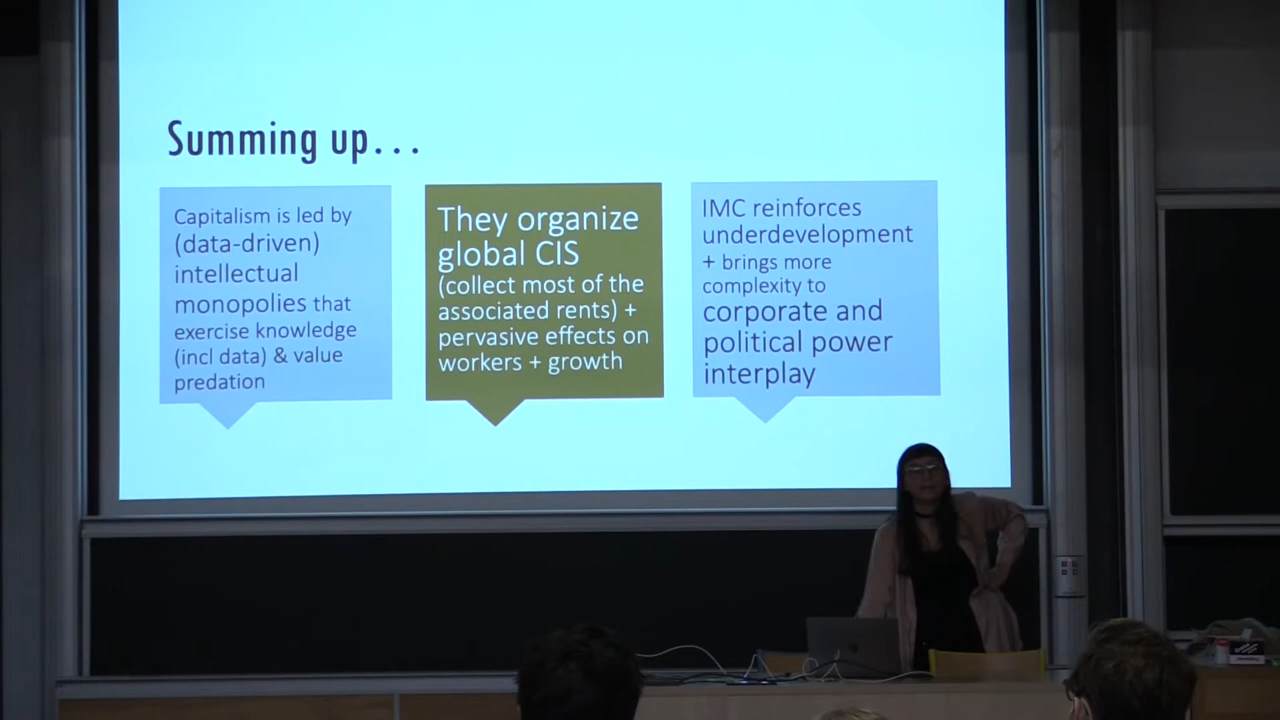 Summing up...
Capitalism is led by
(data-driven)
intellectual
monopolies that
exercise knowledge
(incl data) & value
predation
They organize
global CIS
(collect most of the
associated rents) +
pervasive effects on
workers + growth
IMC reinforces
underdevelopment
+ brings more
complexity to
corporate and
political power
interplay